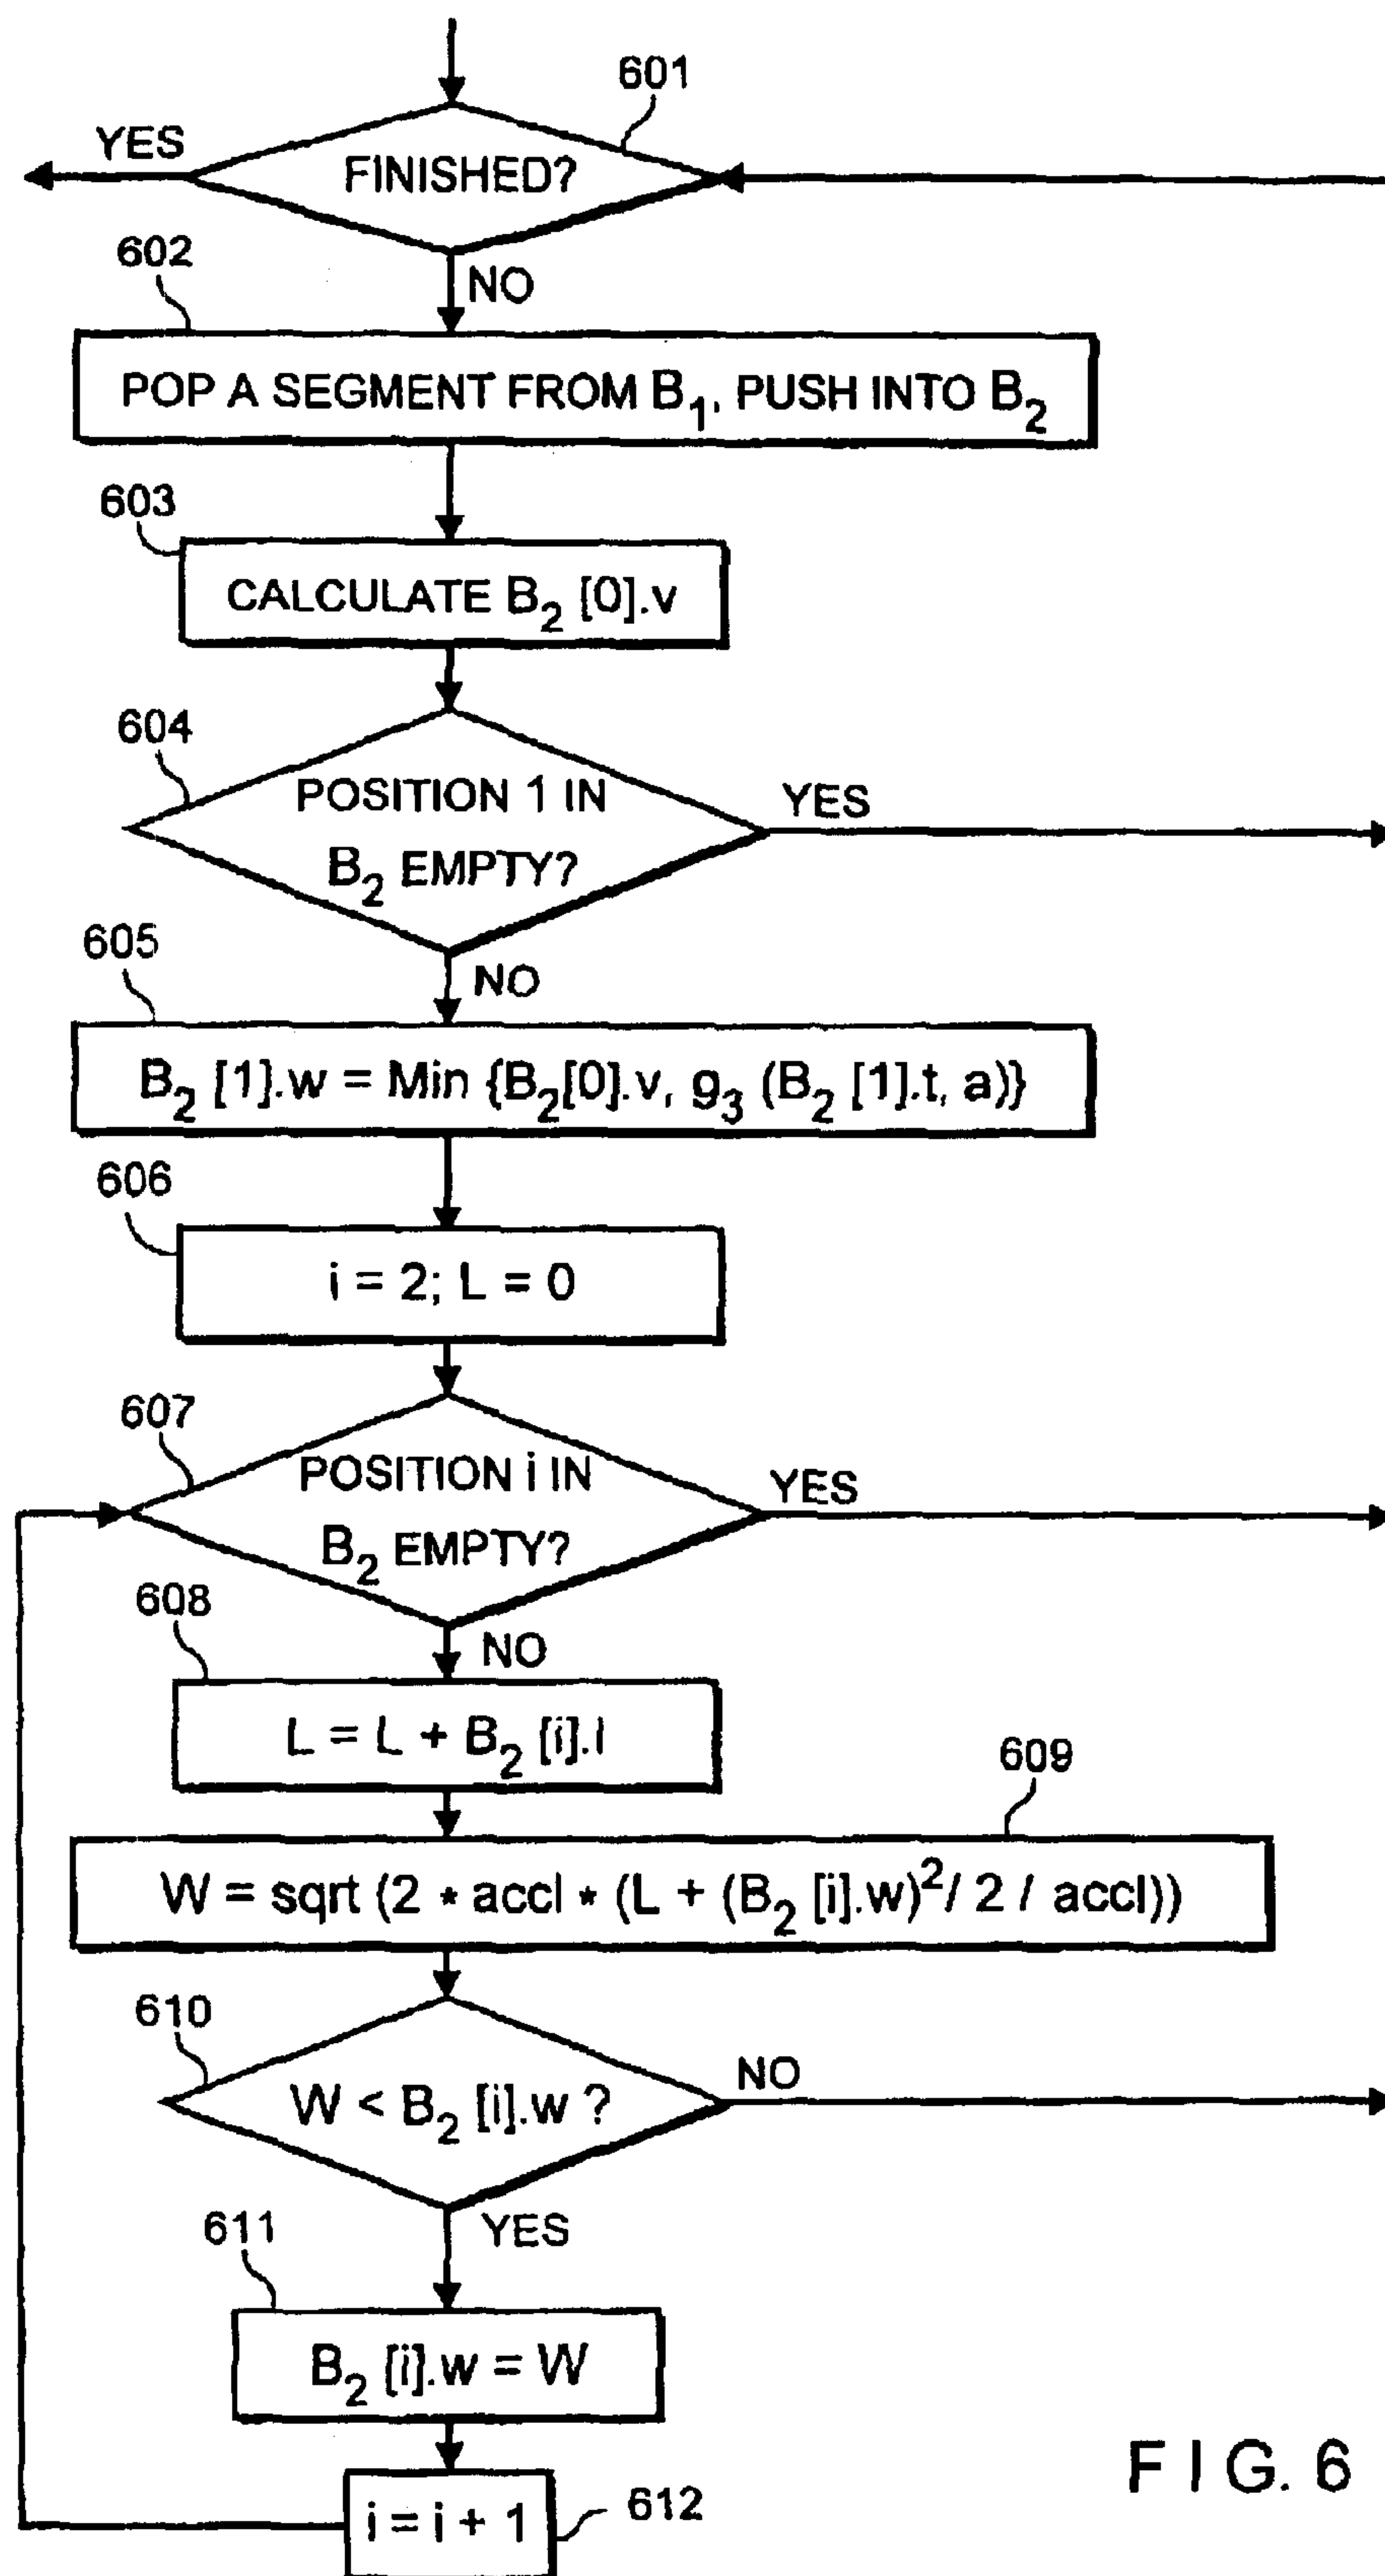 601
YES
FINISHED?
602
NO
POP A SEGMENT FROM B1, PUSH INTO B2
603
CALCULATE B2 [0].v
604
POSITION 1 IN
B2 EMPTY?
YES
605
NO
B2 [1].w = Min {B2[0].v, g3 (B2 [1].t, a)}
606
i = 2; L = 0
607
POSITION i IN
B2 EMPTY?
YES
608
NO
L = L + B2 [i].l
609
W = sqrt (2 * accl * (L + (B2 [i].w)2/ 2 / accl))
610
W < B2 [i].w ?
NO
YES
611
B2 [i].w = W
i = i + 1
612
FIG. 6